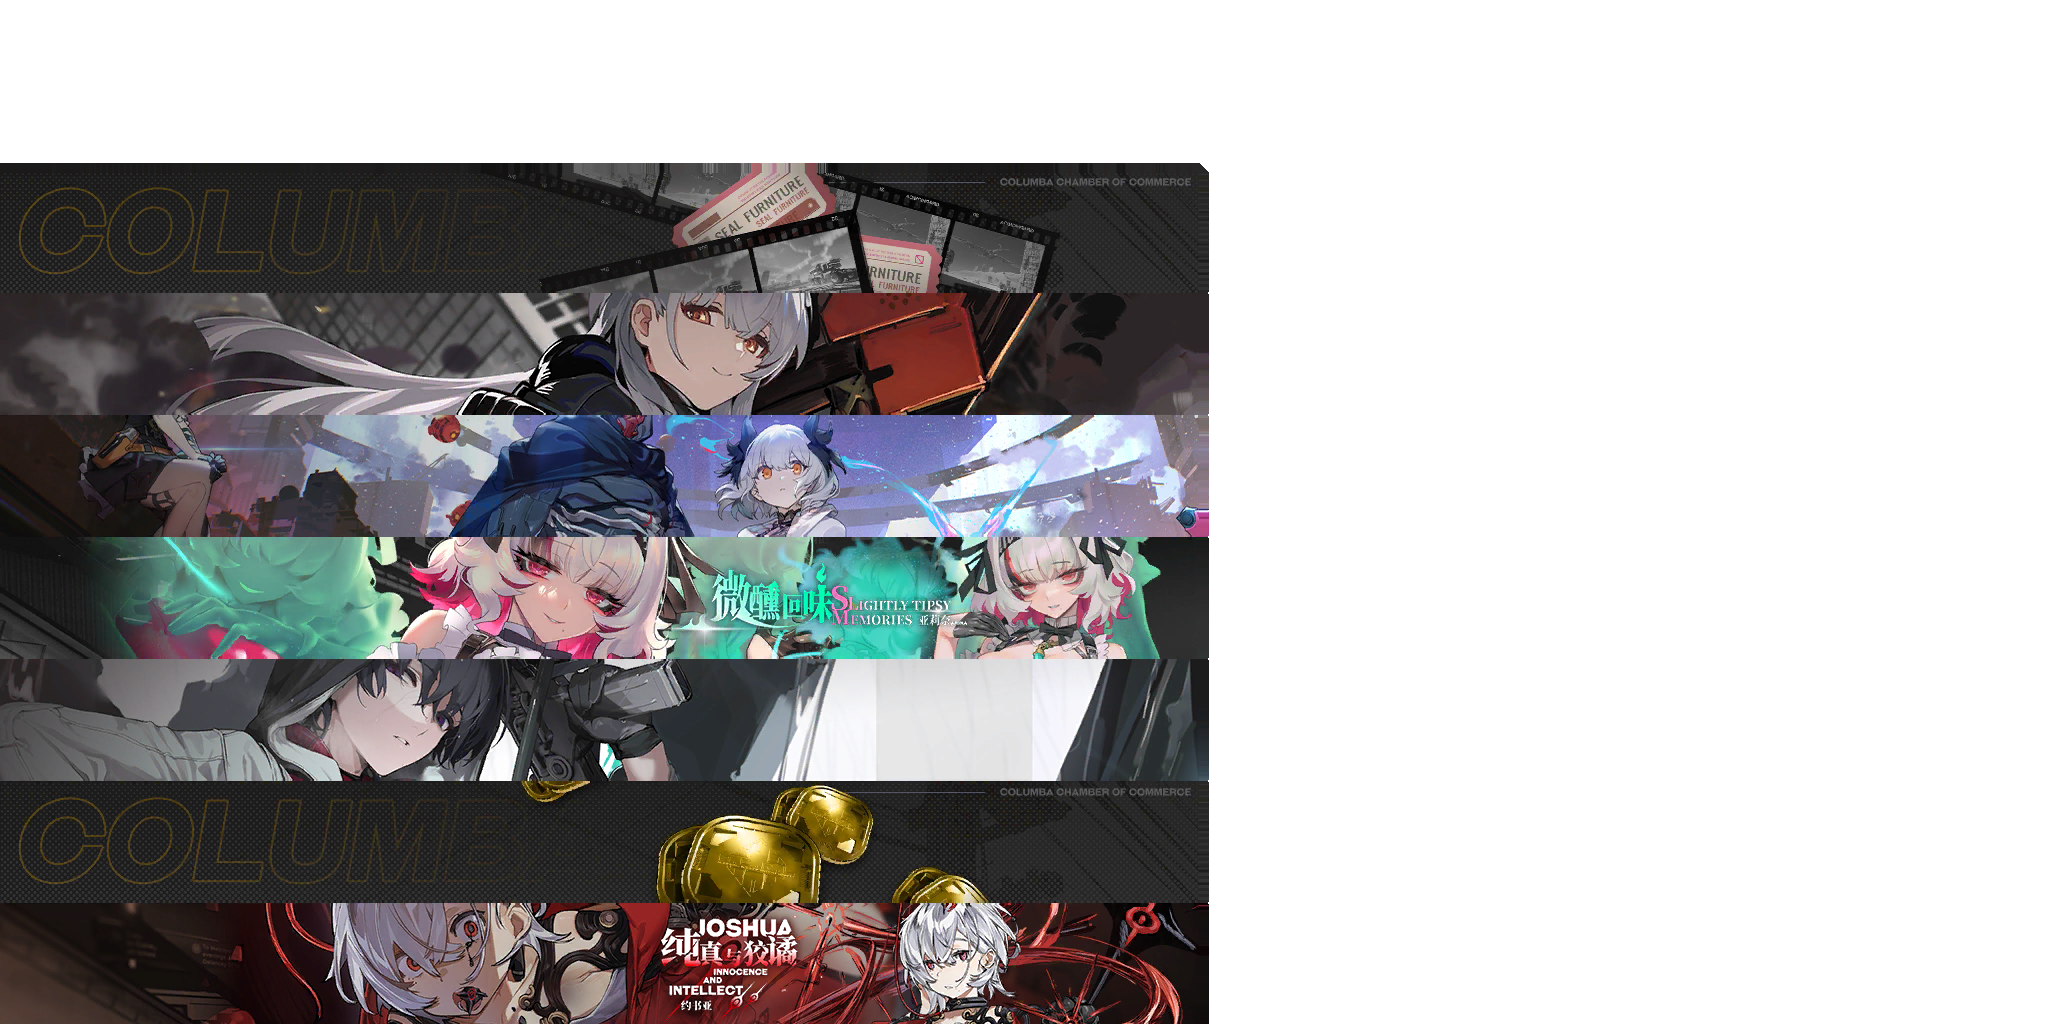 COLUMB
COLUMBA CHAMBER OF COMMERCE
SEAL FURNITURE
SEAL FURNITURE
RNITURE
FURNITURE
微醺回味
SLIGHTLY TIPSY
MEMORIES 亚莉奈
COLUMB
COLUMBA CHAMBER OF COMMERCE
JOSHUA
纯真与狡谲
INNOCENCE
AND
INTELLECT
约书亚